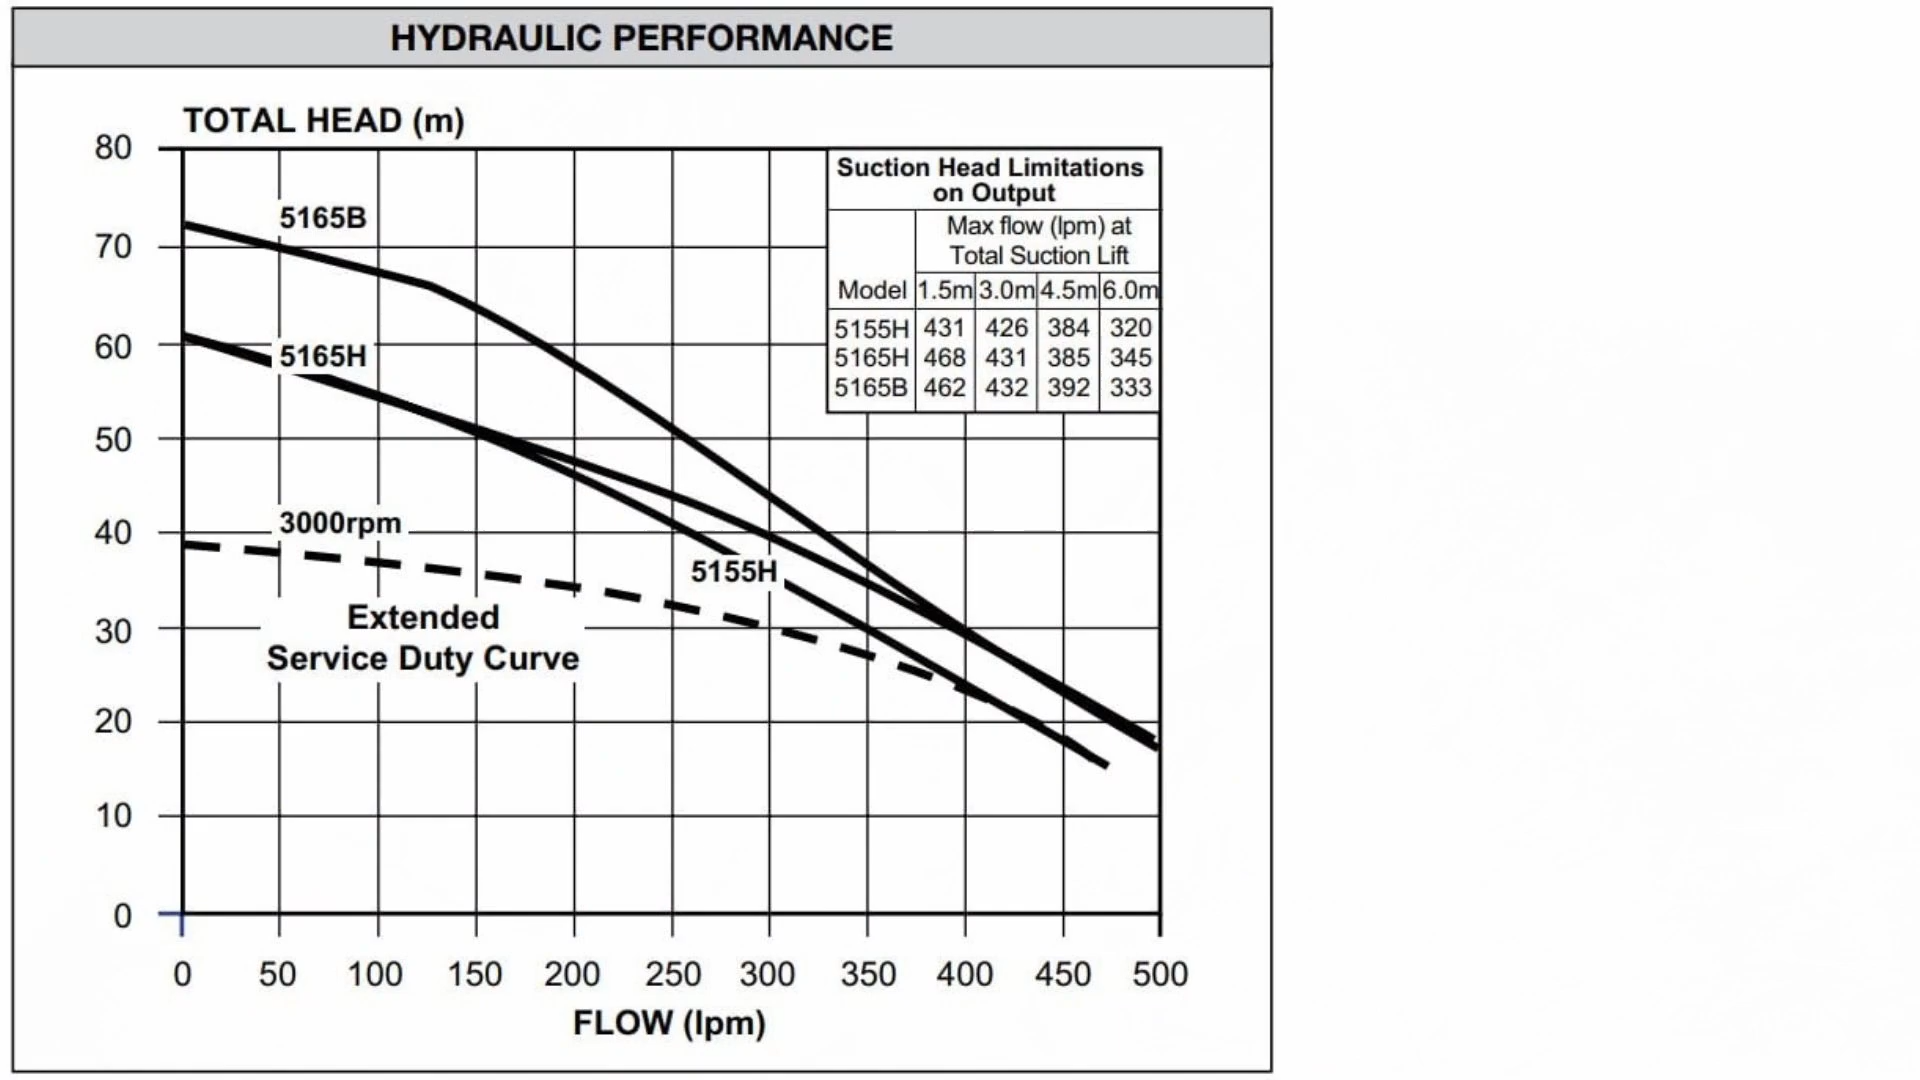 HYDRAULIC PERFORMANCE
TOTAL HEAD (m)
80
70
60
50
40
30
20
10
0
5165B
5165H
3000rpm
5155H
Extended
Service Duty Curve
Suction Head Limitations
on Output
Max flow (lpm) at
Total Suction Lift
Model 1.5m 3.0m 4.5m 6.0m
5155H 431 426 384 320
5165H 468 431 385 345
5165B 462 432 392 333
0 50 100 150 200 250 300 350 400 450 500
FLOW (lpm)